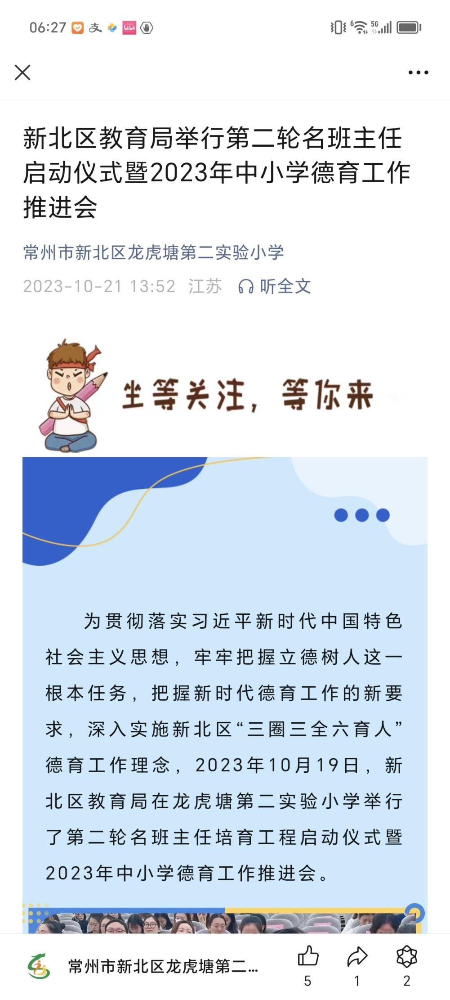 06:27
新北区教育局举行第二轮名班主任
启动仪式暨2023年中小学德育工作
推进会
常州市新北区龙虎塘第二实验小学
2023-10-21 13:52 江苏 听全文
坐等关注，等你来
为贯彻落实习近平新时代中国特色
社会主义思想，牢牢把握立德树人这一
根本任务，把握新时代德育工作的新要
求，深入实施新北区“三圈三全六育人”
德育工作理念，2023年10月19日，新
北区教育局在龙虎塘第二实验小学举行
了第二轮名班主任培育工程启动仪式暨
2023年中小学德育工作推进会。
常州市新北区龙虎塘第二...
5 1 2